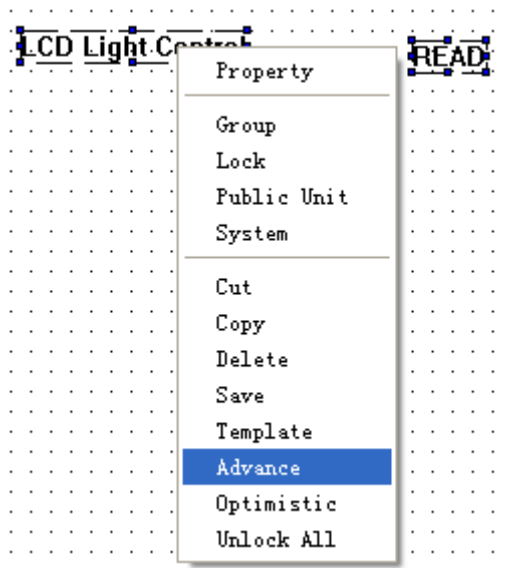 LCD Light Control
READ
Property
Group
Lock
Public Unit
System
Cut
Copy
Delete
Save
Template
Advance
Optimistic
Unlock All